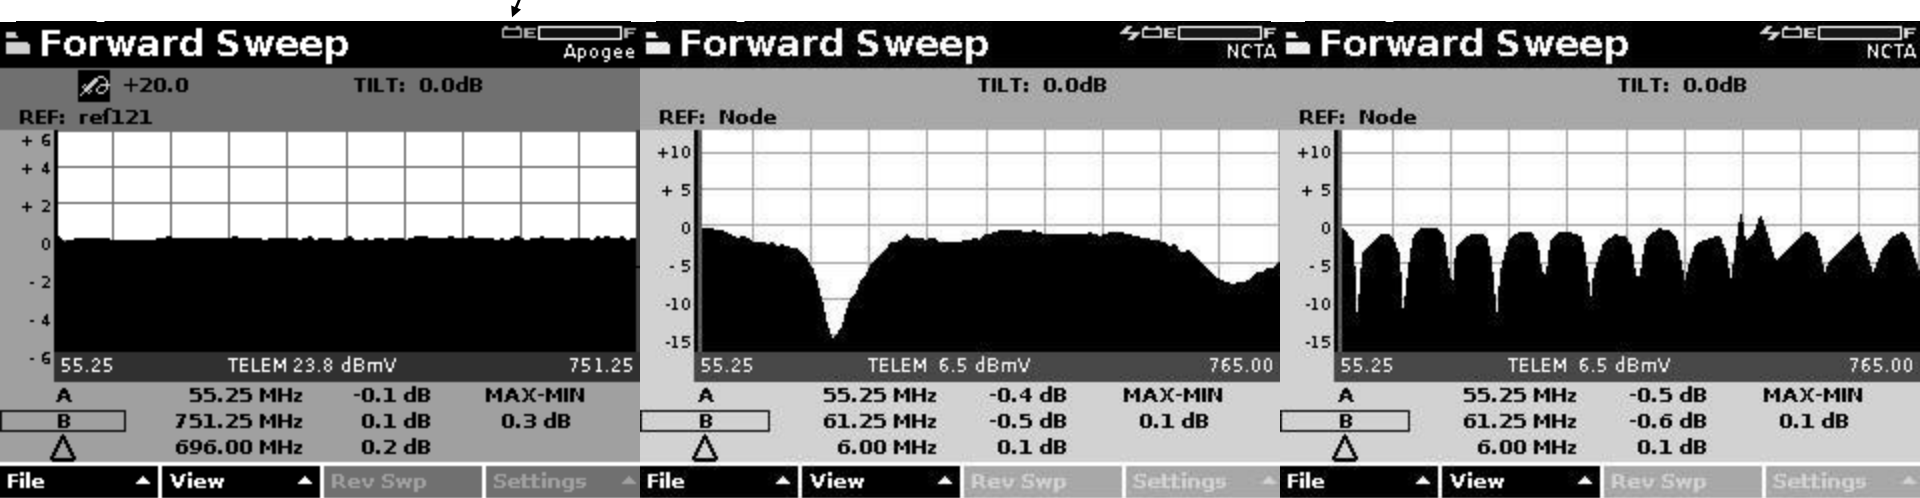 Forward Sweep
E F
Apogee
+20.0 TILT: 0.0dB
REF: ref121
+ 6
+ 4
+ 2
0
- 2
- 4
- 6
55.25 TELEM 23.8 dBmV 751.25
A 55.25 MHz -0.1 dB MAX-MIN
B 751.25 MHz 0.1 dB 0.3 dB
696.00 MHz 0.2 dB
File View Rev Swp Settings
Forward Sweep
E F
NCTA
TILT: 0.0dB
REF: Node
+10
+ 5
0
- 5
-10
-15
55.25 TELEM 6.5 dBmV 765.00
A 55.25 MHz -0.4 dB MAX-MIN
B 61.25 MHz -0.5 dB 0.1 dB
6.00 MHz 0.1 dB
File View Rev Swp Settings
Forward Sweep
E F
NCTA
TILT: 0.0dB
REF: Node
+10
+ 5
0
- 5
-10
-15
55.25 TELEM 6.5 dBmV 765.00
A 55.25 MHz -0.5 dB MAX-MIN
B 61.25 MHz -0.6 dB 0.1 dB
6.00 MHz 0.1 dB
File View Rev Swp Settings